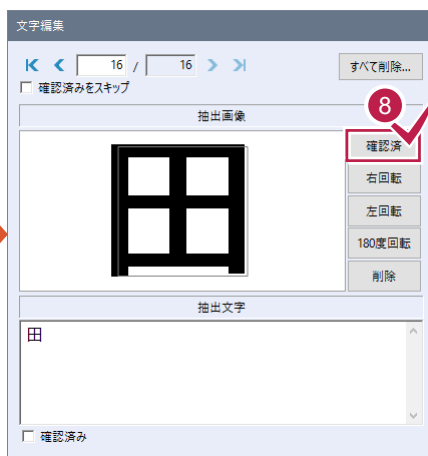 文字編集
16 / 16
すべて削除...
確認済みをスキップ
抽出画像
8
確認済
田
右回転
左回転
180度回転
削除
抽出文字
田
確認済み